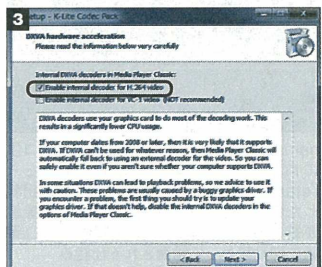 3
Setup - K-Lite Codec Pack
DXVA hardware acceleration
Please read the information below very carefully
Internal DXVA decoders in Media Player Classic:
Enable internal decoder for H.264 video
Enable internal decoder for VC-1 video (NOT recommended)
DXVA decoders use your graphics card to do most of the decoding work. This
results in a significantly lower CPU usage.
If your computer dates from 2008 or later, then it is very likely that it supports
DXVA. If DXVA can't be used for whatever reason, then Media Player Classic will
automatically fall back to using an external decoder for the video. So you can
safely enable it even if you aren't sure whether your computer supports DXVA.
In some situations DXVA can lead to playback problems, so we advice to use it
with caution. These problems are usually caused by a buggy graphics driver. If
you encounter a problem, the first thing you should try is to update your
graphics driver. If that doesn't help, disable the internal DXVA decoders in the
options of Media Player Classic.
< Back
Next >
Cancel